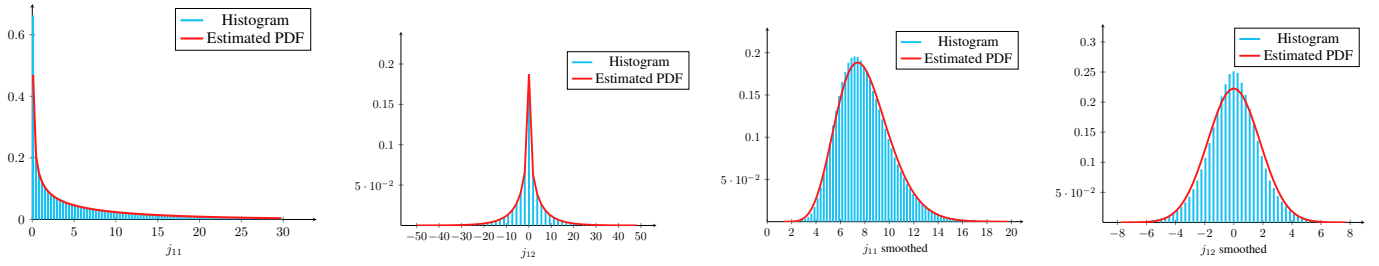 Histogram
Estimated PDF
0.6
0.4
0.2
0
0 5 10 15 20 25 30
j11
Histogram
Estimated PDF
0.2
0.15
0.1
5 · 10−2
−50 −40 −30 −20 −10 0 10 20 30 40 50
j12
Histogram
Estimated PDF
0.2
0.15
0.1
5 · 10−2
0
0 2 4 6 8 10 12 14 16 18 20
j11 smoothed
Histogram
Estimated PDF
0.3
0.25
0.2
0.15
0.1
5 · 10−2
−8 −6 −4 −2 0 2 4 6 8
j12 smoothed